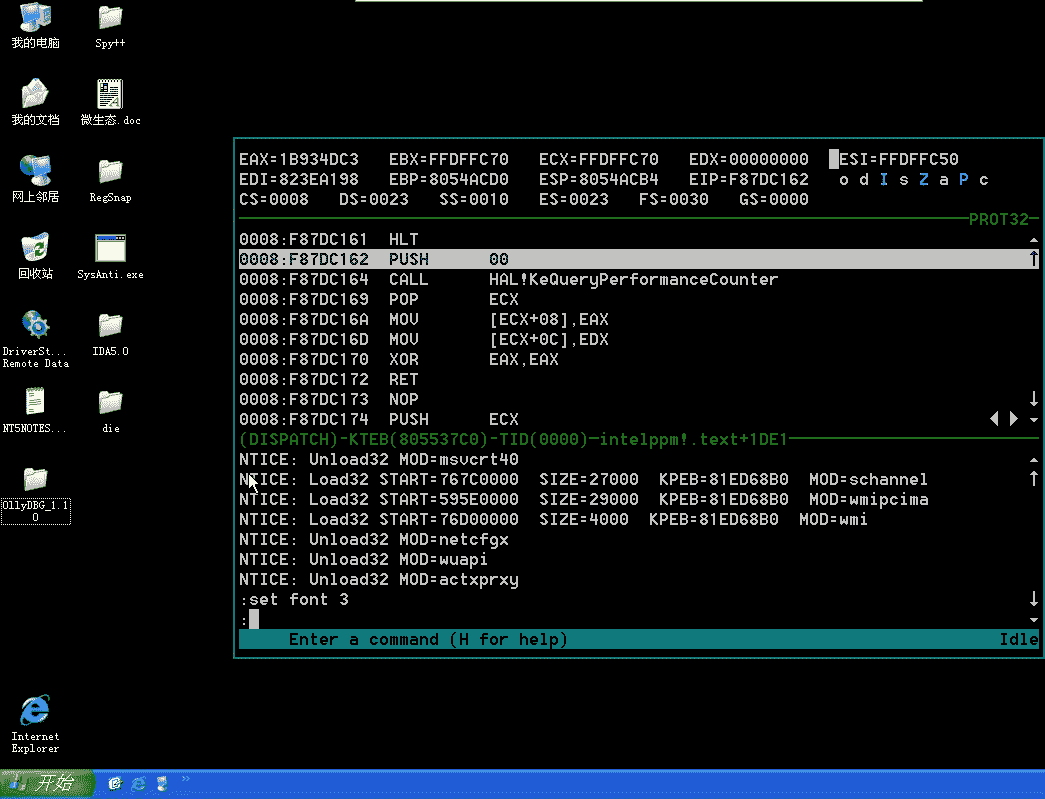 我的电脑
Spy++
我的文档
微生态.doc
网上邻居
RegSnap
回收站
SysAnti.exe
DriverSt...
Remote Data
IDA5.0
NT5NOTES...
die
OllyDBG_1.1
0
Internet
Explorer
开始
EAX=1B934DC3 EBX=FFDFFC70 ECX=FFDFFC70 EDX=00000000 ESI=FFDFFC50
EDI=823EA198 EBP=8054ACD0 ESP=8054ACB4 EIP=F87DC162 o d I s Z a P c
CS=0008 DS=0023 SS=0010 ES=0023 FS=0030 GS=0000
PROT32
0008:F87DC161 HLT
0008:F87DC162 PUSH 00
0008:F87DC164 CALL HAL!KeQueryPerformanceCounter
0008:F87DC169 POP ECX
0008:F87DC16A MOV [ECX+08],EAX
0008:F87DC16D MOV [ECX+0C],EDX
0008:F87DC170 XOR EAX,EAX
0008:F87DC172 RET
0008:F87DC173 NOP
0008:F87DC174 PUSH ECX
(DISPATCH)-KTEB(805537C0)-TID(0000)-intelppm!.text+1DE1
NTICE: Unload32 MOD=msvcrt40
NTICE: Load32 START=767C0000 SIZE=27000 KPEB=81ED68B0 MOD=schannel
NTICE: Load32 START=595E0000 SIZE=29000 KPEB=81ED68B0 MOD=wmipcima
NTICE: Load32 START=76D00000 SIZE=4000 KPEB=81ED68B0 MOD=wmi
NTICE: Unload32 MOD=netcfgx
NTICE: Unload32 MOD=wuapi
NTICE: Unload32 MOD=actxprxy
:set font 3
:
Enter a command (H for help) Idle